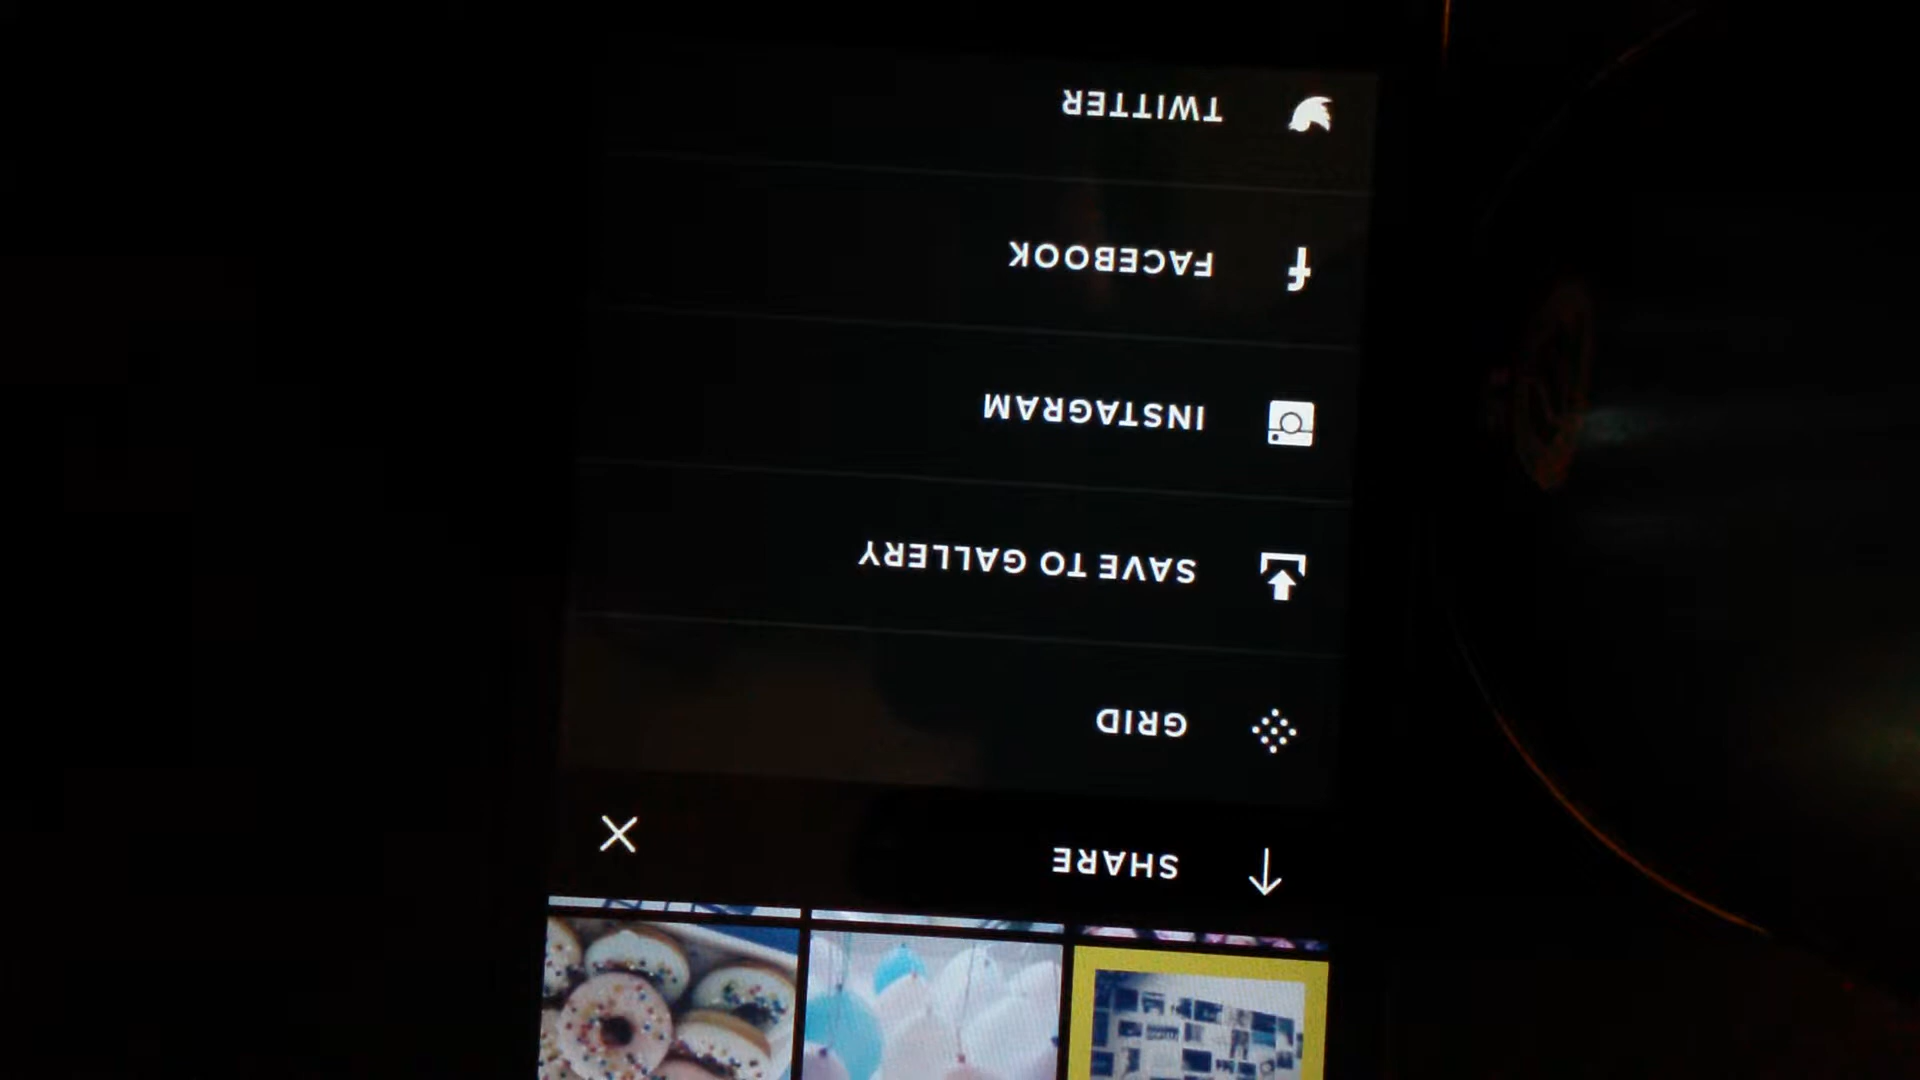 SHARE
GRID
SAVE TO GALLERY
INSTAGRAM
FACEBOOK
TWITTER